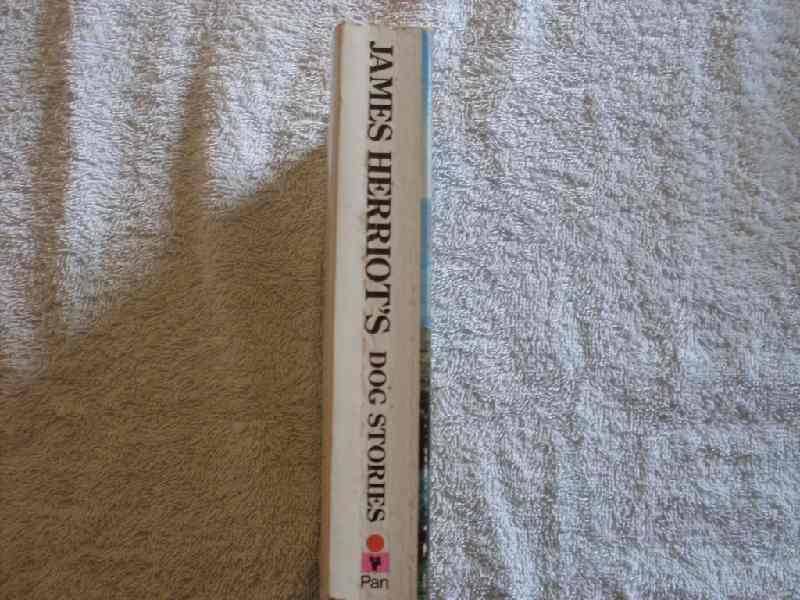 JAMES HERRIOT'S DOG STORIES
Pan